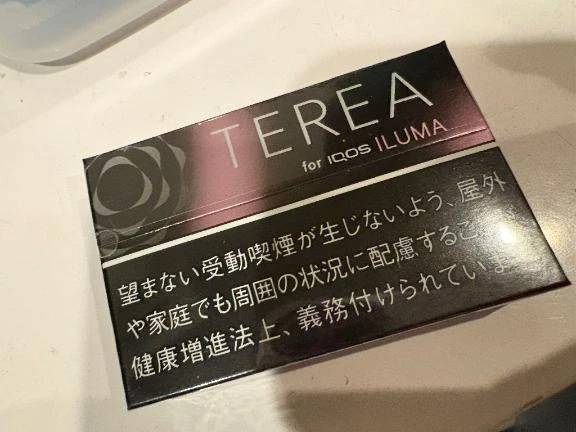 TEREA
for IQOS ILUMA
望まない受動喫煙が生じないよう、屋外
や家庭でも周囲の状況に配慮するこ
健康増進法上、義務付けられていま